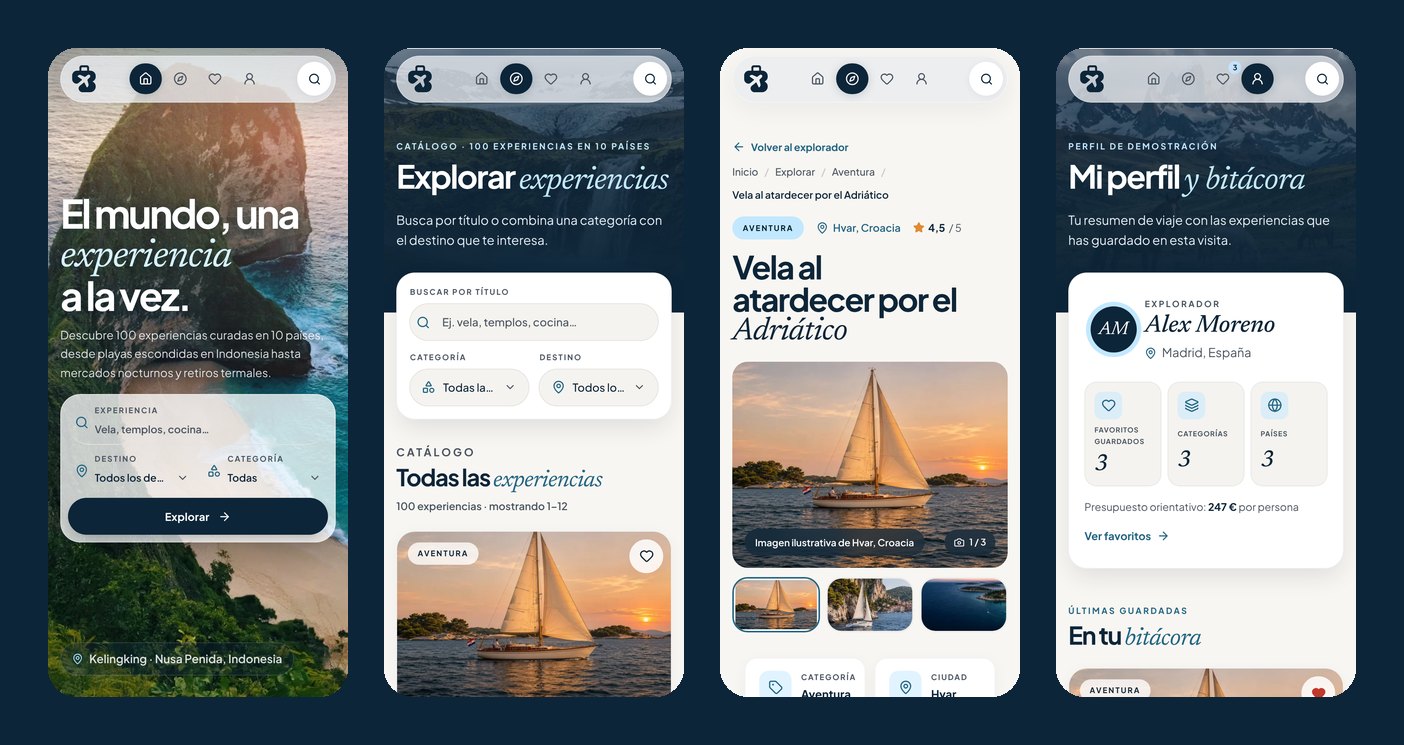 El mundo, una
experiencia
a la vez.
Descubre 100 experiencias curadas en 10 países,
desde playas escondidas en Indonesia hasta
mercados nocturnos y retiros termales.
EXPERIENCIA
Vela, templos, cocina...
DESTINO
Todos los de...
CATEGORÍA
Todas
Explorar
Kelingking · Nusa Penida, Indonesia
CATÁLOGO · 100 EXPERIENCIAS EN 10 PAÍSES
Explorar experiencias
Busca por título o combina una categoría con
el destino que te interesa.
BUSCAR POR TÍTULO
Ej. vela, templos, cocina...
CATEGORÍA
Todas la...
DESTINO
Todos lo...
CATÁLOGO
Todas las experiencias
100 experiencias · mostrando 1–12
AVENTURA
Volver al explorador
Inicio / Explorar / Aventura /
Vela al atardecer por el Adriático
AVENTURA
Hvar, Croacia
4,5 / 5
Vela al
atardecer por el
Adriático
Imagen ilustrativa de Hvar, Croacia
1 / 3
CATEGORÍA
Aventura
CIUDAD
Hvar
3
PERFIL DE DEMOSTRACIÓN
Mi perfil y bitácora
Tu resumen de viaje con las experiencias que
has guardado en esta visita.
AM
EXPLORADOR
Alex Moreno
Madrid, España
FAVORITOS
GUARDADOS
3
CATEGORÍAS
3
PAÍSES
3
Presupuesto orientativo: 247 € por persona
Ver favoritos
ÚLTIMAS GUARDADAS
En tu bitácora
AVENTURA